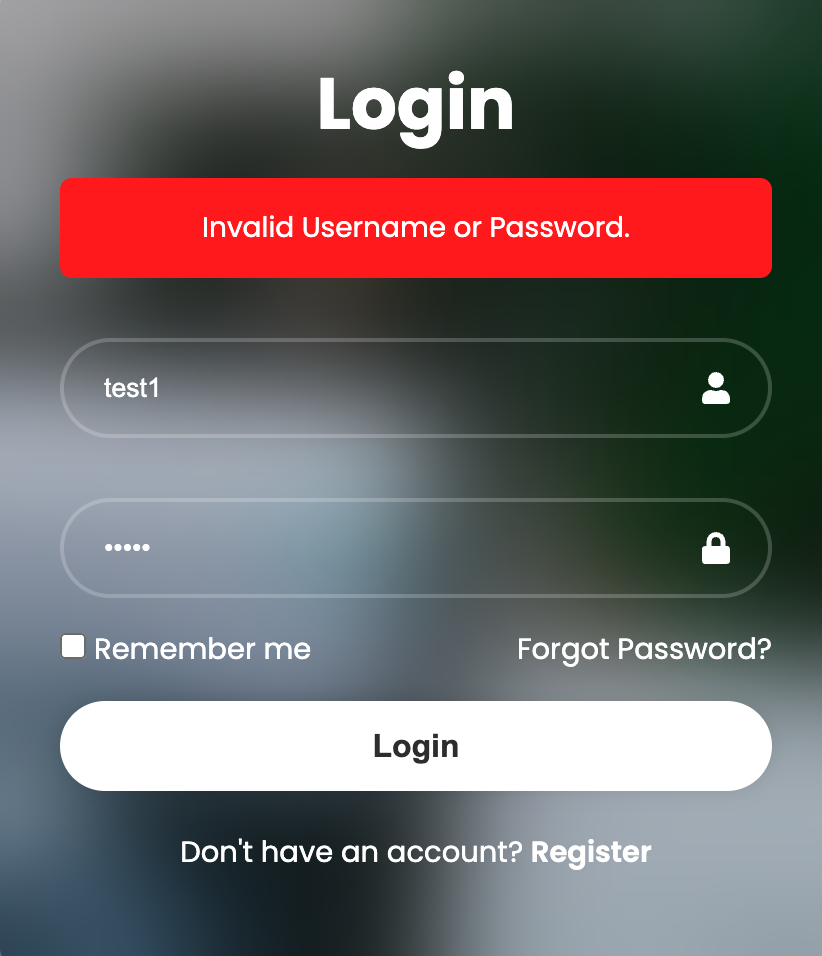 Login
Invalid Username or Password.
test1
•••••
Remember me
Forgot Password?
Login
Don't have an account? Register